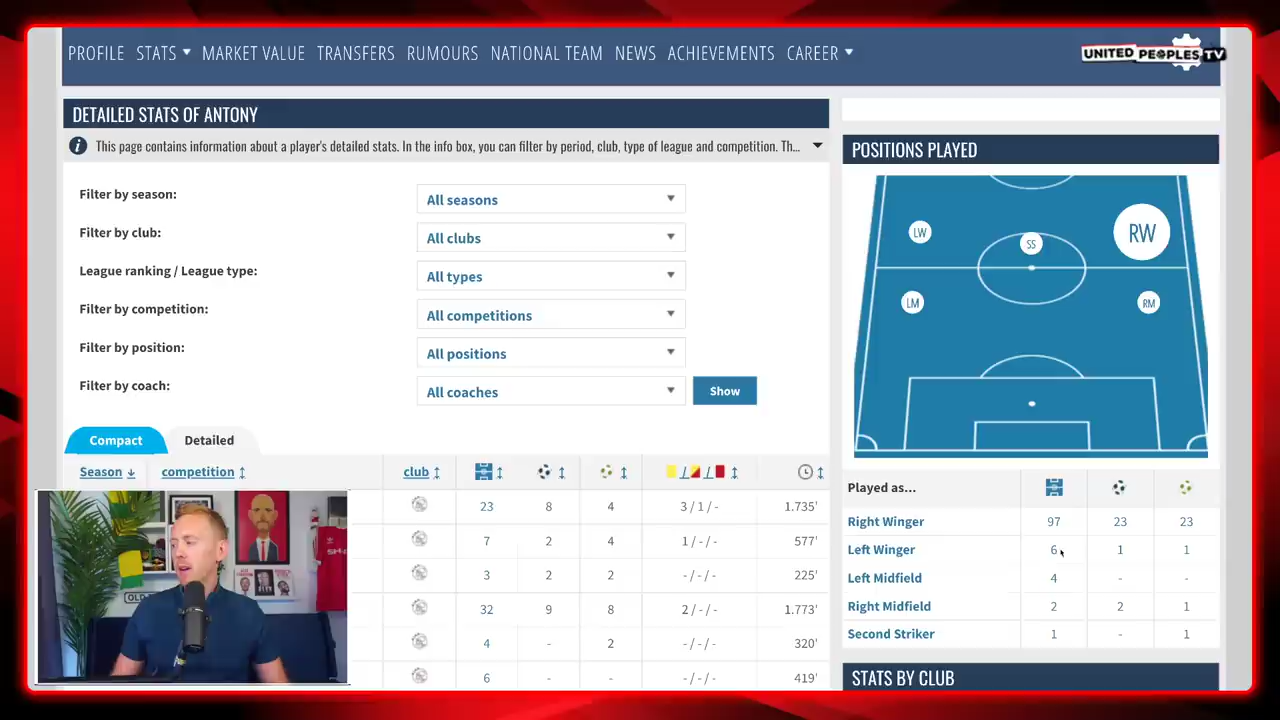 PROFILE STATS MARKET VALUE TRANSFERS RUMOURS NATIONAL TEAM NEWS ACHIEVEMENTS CAREER
UNITED PEOPLES TV
DETAILED STATS OF ANTONY
This page contains information about a player's detailed stats. In the info box, you can filter by period, club, type of league and competition. Th...
Filter by season: All seasons
Filter by club: All clubs
League ranking / League type: All types
Filter by competition: All competitions
Filter by position: All positions
Filter by coach: All coaches Show
Compact Detailed
Season competition club / /
23 8 4 3 / 1 / - 1.735'
7 2 4 1 / - / - 577'
3 2 2 - / - / - 225'
32 9 8 2 / - / - 1.773'
4 - 2 - / - / - 320'
6 - - - / - / - 419'
POSITIONS PLAYED
LW SS RW
LM RM
Played as...
Right Winger 97 23 23
Left Winger 6 1 1
Left Midfield 4 - -
Right Midfield 2 2 1
Second Striker 1 - 1
STATS BY CLUB